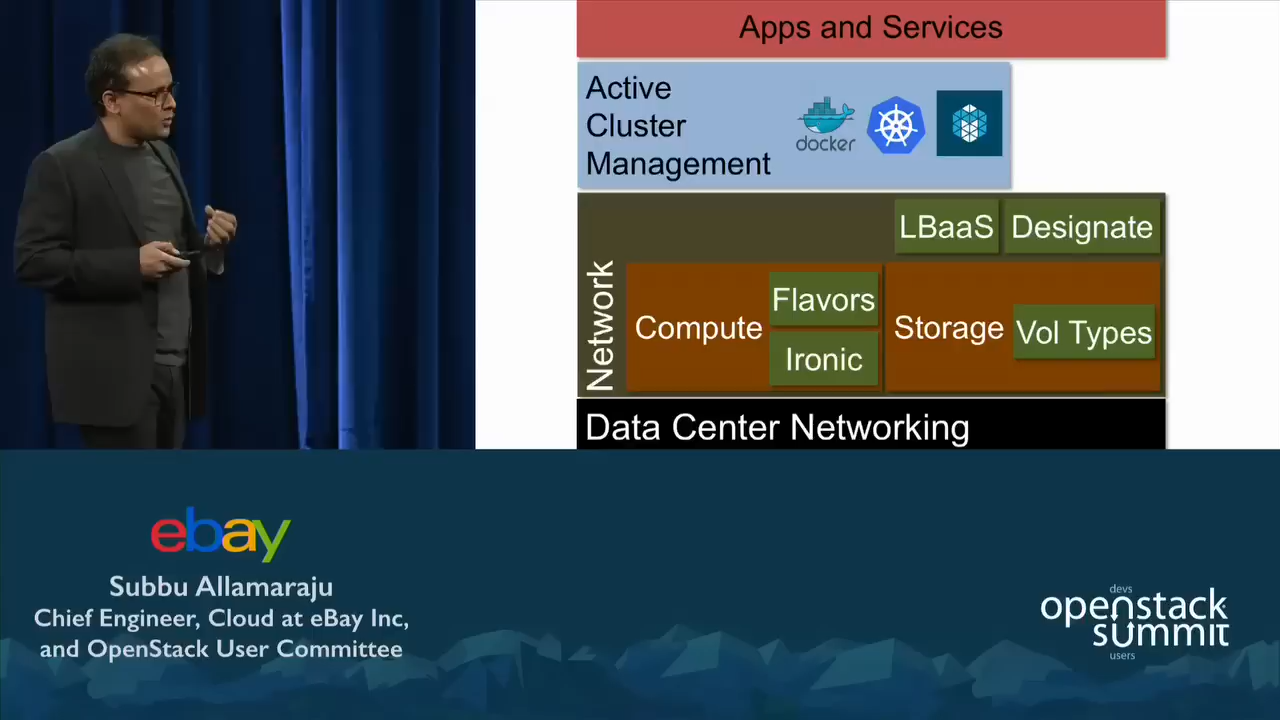 Apps and Services
Active
Cluster
Management
docker
LBaaS
Designate
Network
Compute
Flavors
Ironic
Storage
Vol Types
Data Center Networking
ebay
Subbu Allamaraju
Chief Engineer, Cloud at eBay Inc,
and OpenStack User Committee
devs
openstack
summit
users